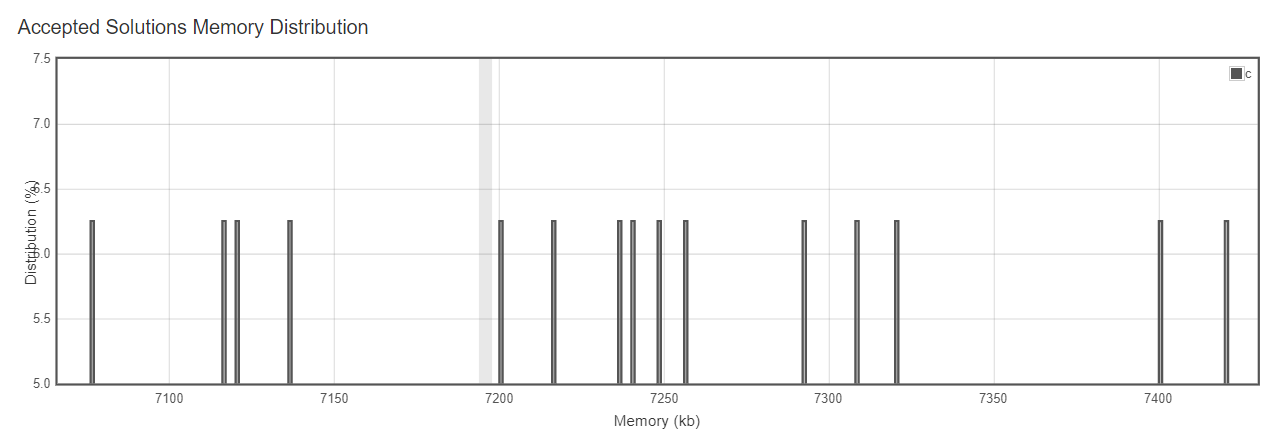 Accepted Solutions Memory Distribution
c
7.5
7.0
6.5
6.0
5.5
5.0
Distribution (%)
7100 7150 7200 7250 7300 7350 7400
Memory (kb)